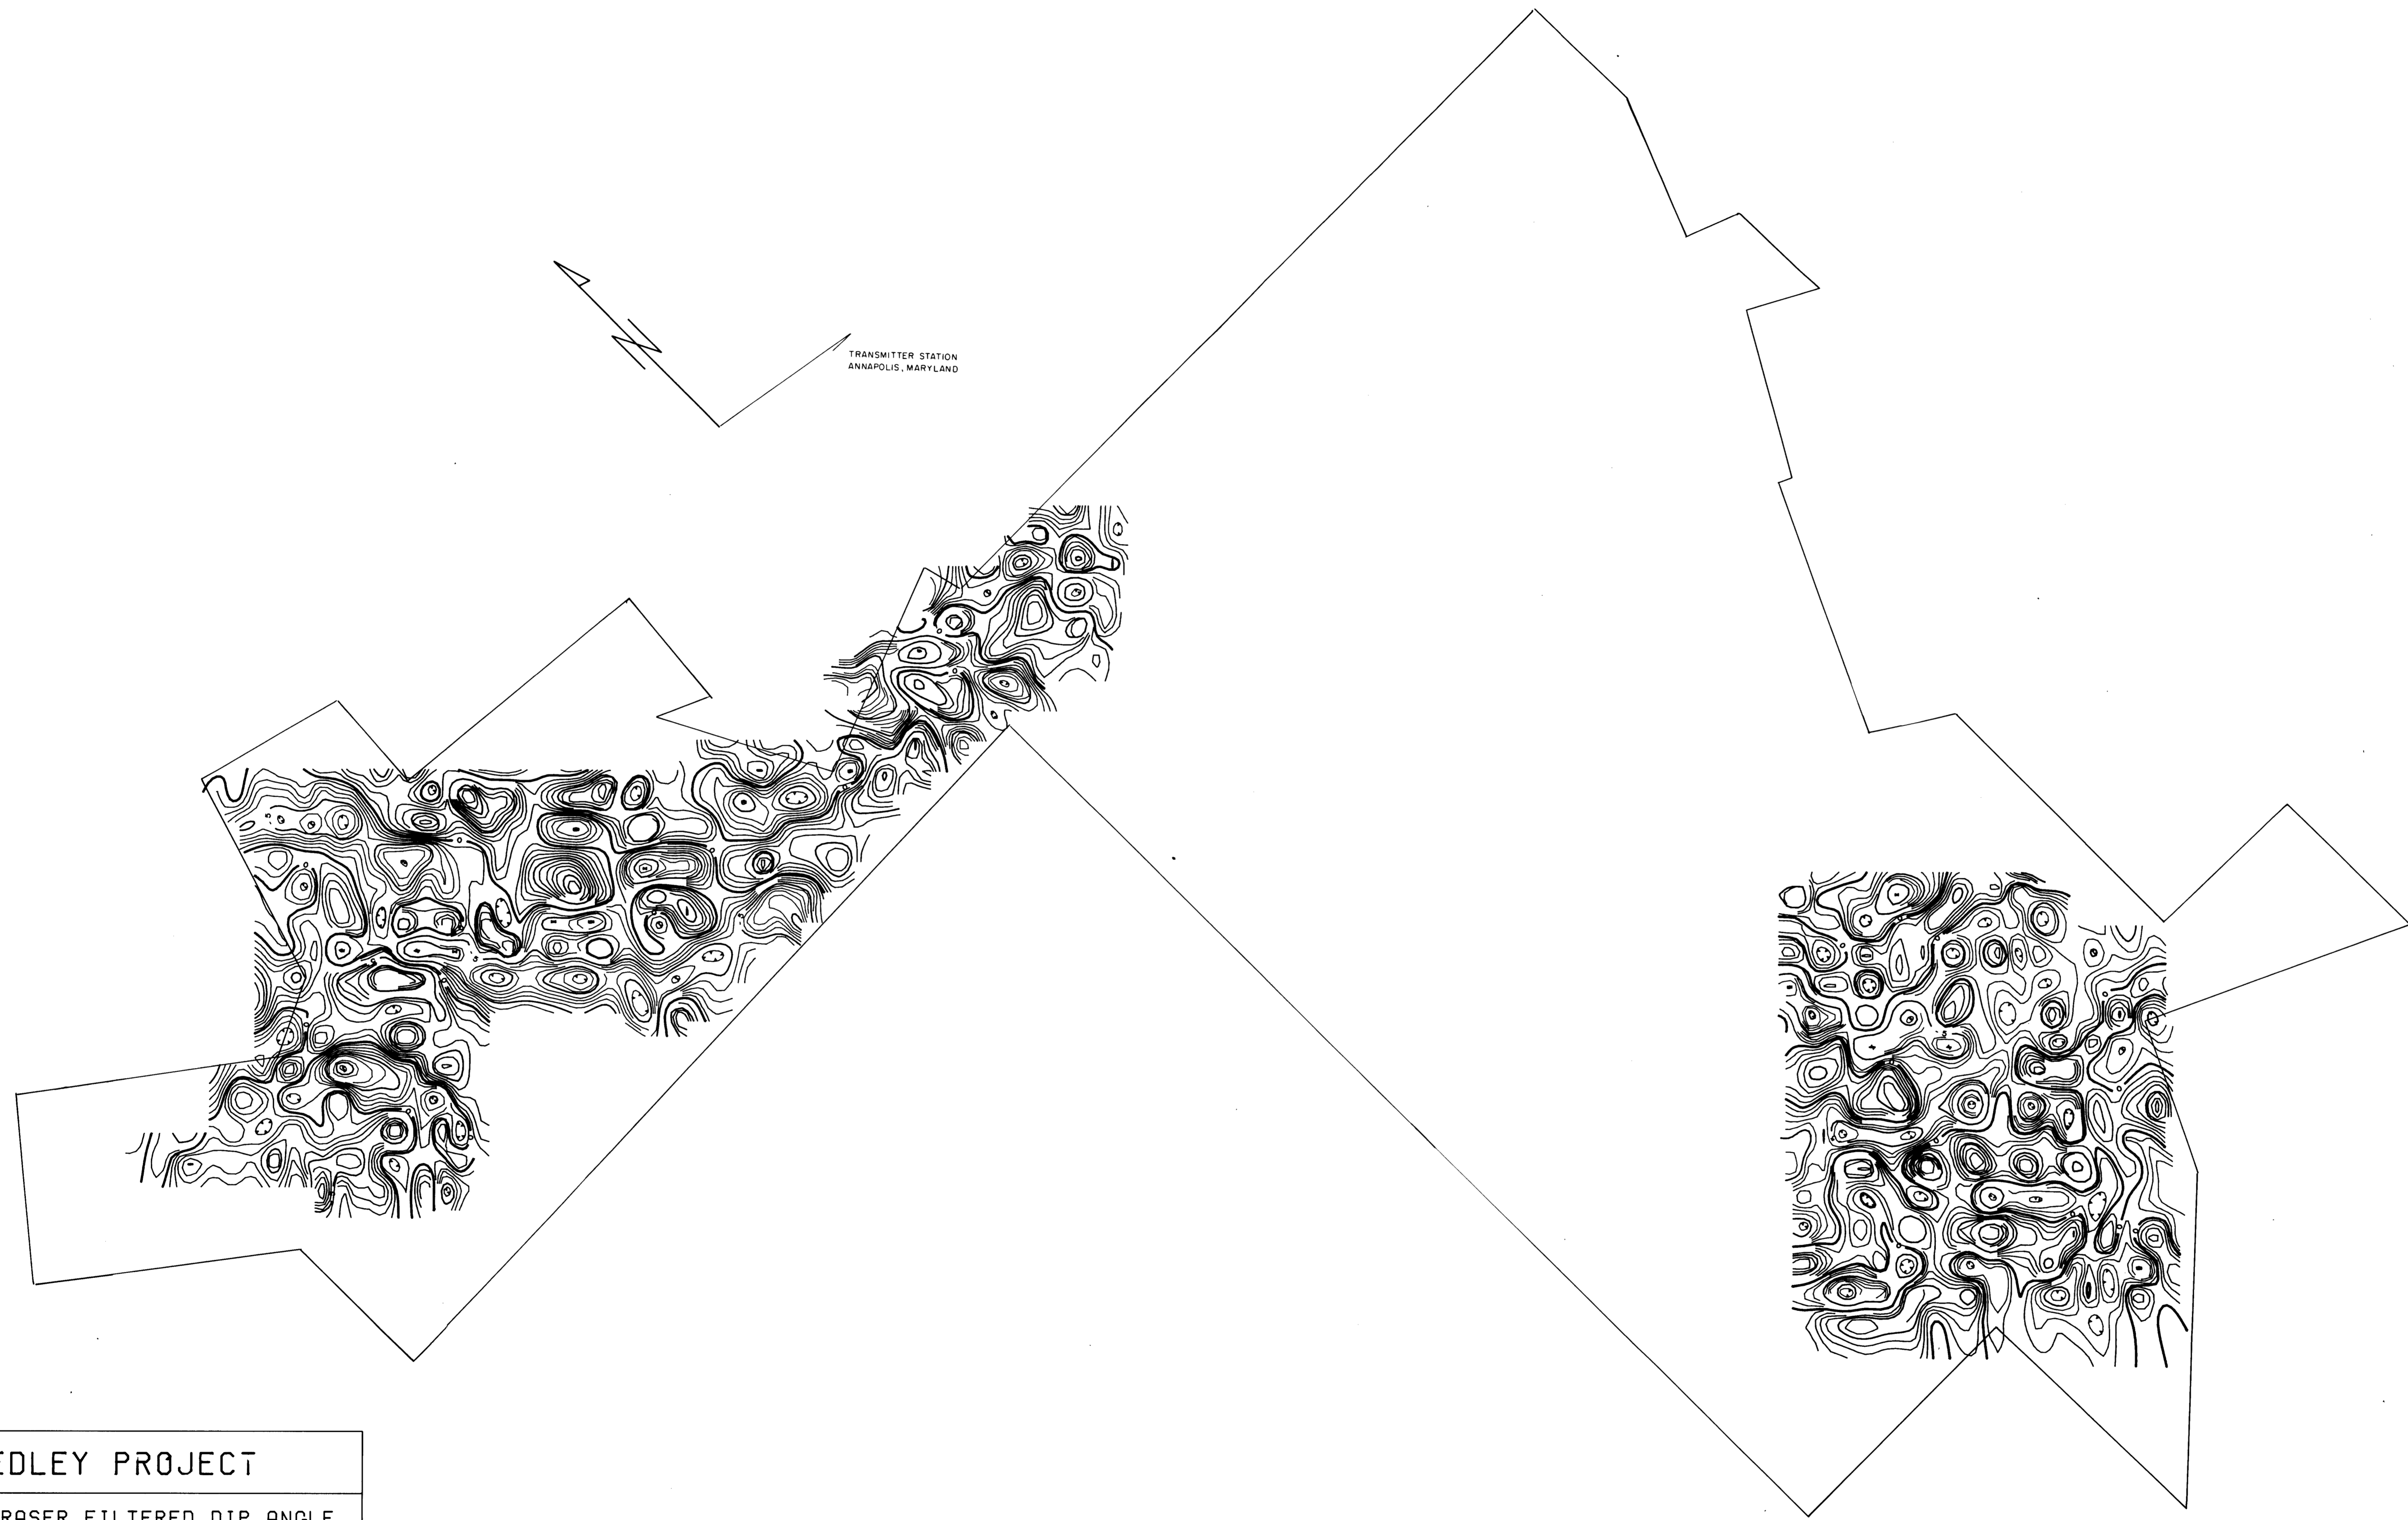 TRANSMITTER STATION
ANNAPOLIS, MARYLAND
EDLEY PROJECT
RASER FILTERED DIP ANGLE